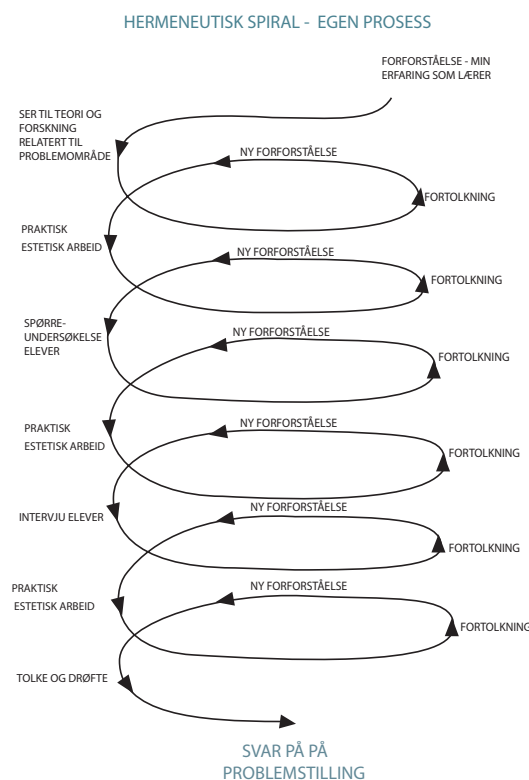 HERMENEUTISK SPIRAL - EGEN PROSESS
FORFORSTÅELSE - MIN
ERFARING SOM LÆRER
SER TIL TEORI OG
FORSKNING
RELATERT TIL
PROBLEMOMRÅDE
NY FORFORSTÅELSE
FORTOLKNING
PRAKTISK
ESTETISK ARBEID
NY FORFORSTÅELSE
FORTOLKNING
SPØRRE-
UNDERSØKELSE
ELEVER
NY FORFORSTÅELSE
FORTOLKNING
PRAKTISK
ESTETISK ARBEID
NY FORFORSTÅELSE
FORTOLKNING
INTERVJU ELEVER
NY FORFORSTÅELSE
FORTOLKNING
PRAKTISK
ESTETISK ARBEID
NY FORFORSTÅELSE
FORTOLKNING
TOLKE OG DRØFTE
SVAR PÅ PÅ
PROBLEMSTILLING